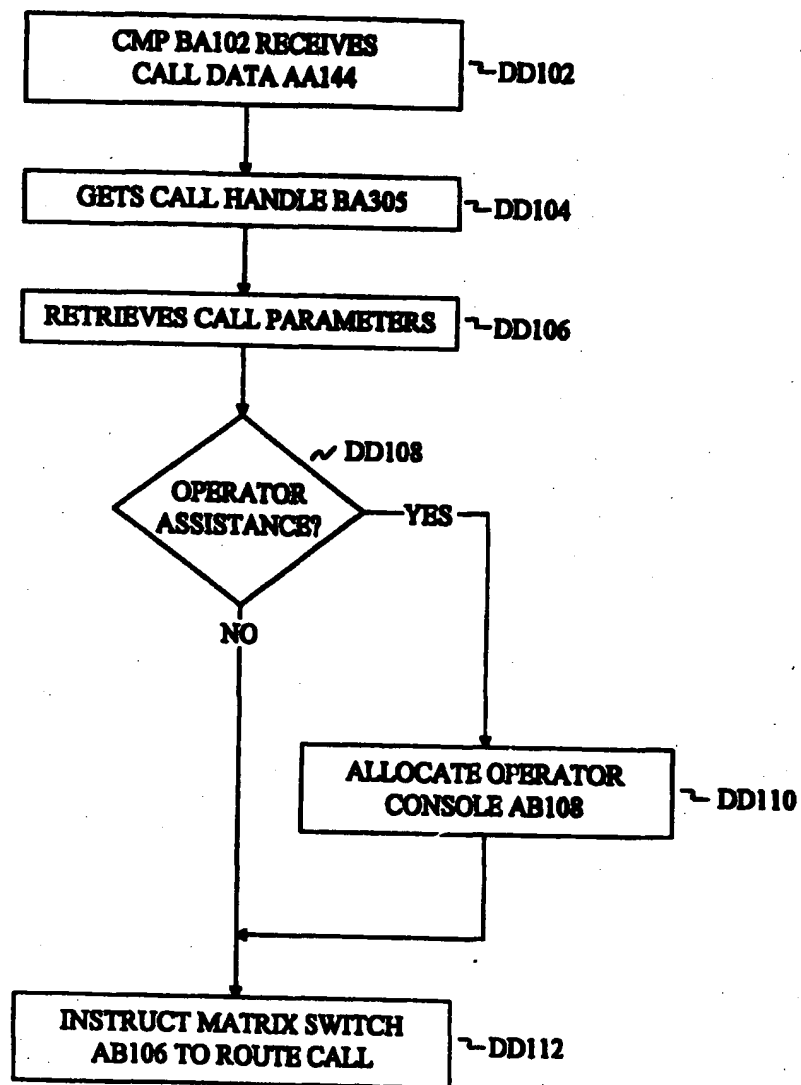 CMP BA102 RECEIVES
CALL DATA AA144
DD102
GETS CALL HANDLE BA305
DD104
RETRIEVES CALL PARAMETERS
DD106
DD108
OPERATOR
ASSISTANCE?
YES
NO
ALLOCATE OPERATOR
CONSOLE AB108
DD110
INSTRUCT MATRIX SWITCH
AB106 TO ROUTE CALL
DD112